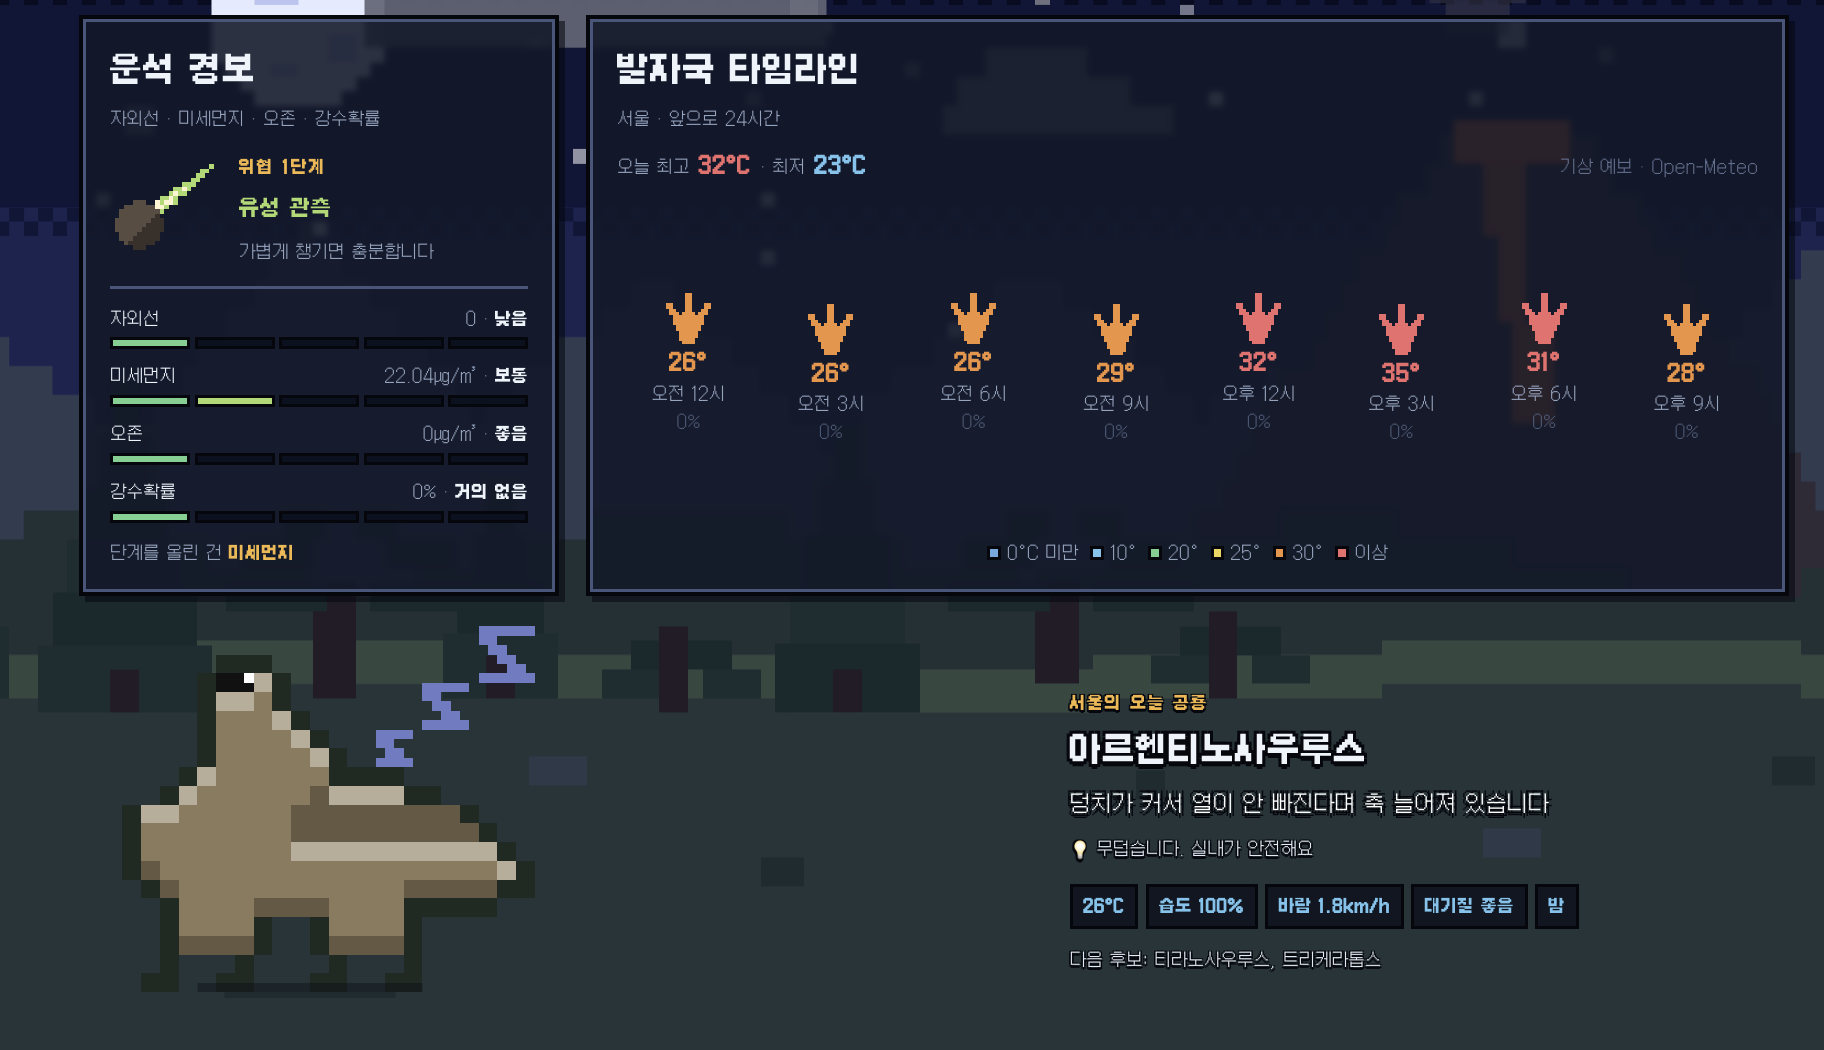 운석 경보
자외선 · 미세먼지 · 오존 · 강수확률
위협 1단계
유성 관측
가볍게 챙기면 충분합니다
자외선 0 · 낮음
미세먼지 22.04μg/m³ · 보통
오존 0μg/m³ · 좋음
강수확률 0% · 거의 없음
단계를 올린 건 미세먼지
발자국 타임라인
서울 · 앞으로 24시간
오늘 최고 32°C · 최저 23°C
기상 예보 · Open-Meteo
26° 26° 26° 29° 32° 35° 31° 28°
오전 12시 오전 3시 오전 6시 오전 9시 오후 12시 오후 3시 오후 6시 오후 9시
0% 0% 0% 0% 0% 0% 0% 0%
0°C 미만 10° 20° 25° 30° 이상
서울의 오늘 공룡
아르헨티노사우루스
덩치가 커서 열이 안 빠진다며 축 늘어져 있습니다
무덥습니다. 실내가 안전해요
26°C 습도 100% 바람 1.8km/h 대기질 좋음 밤
다음 후보: 티라노사우루스, 트리케라톱스